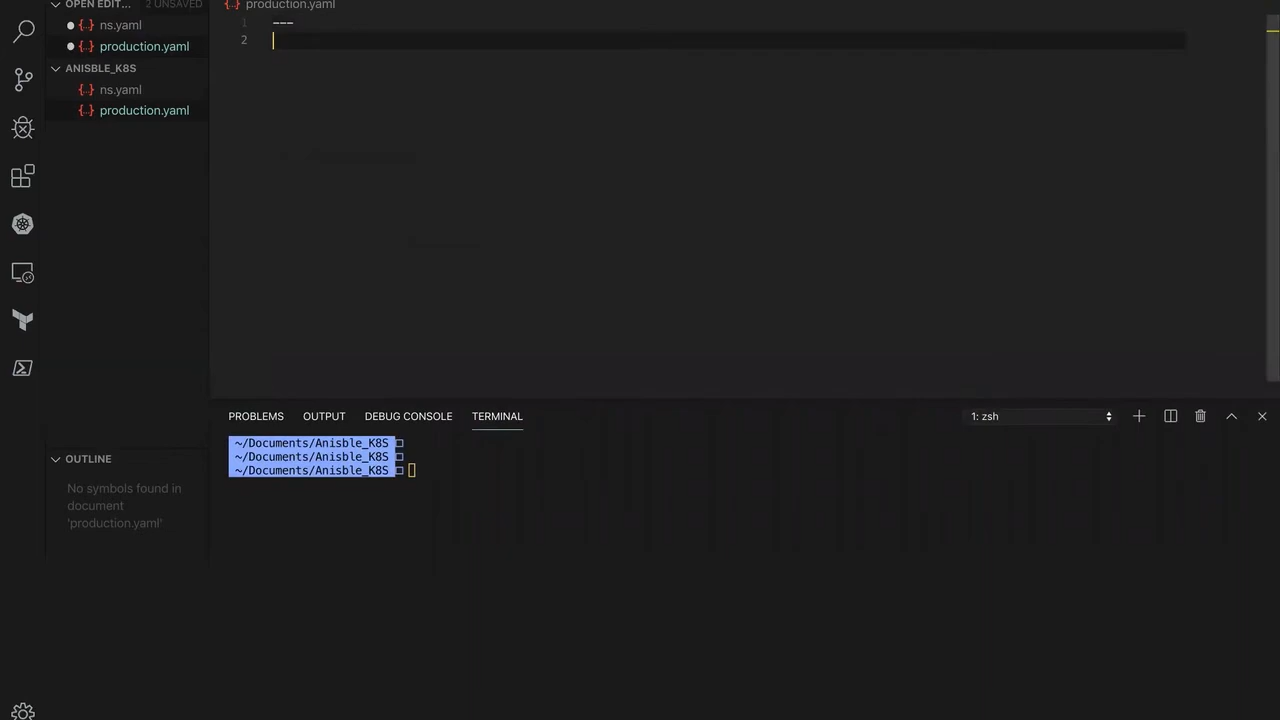 OPEN EDIT... 2 UNSAVED
ns.yaml
production.yaml
ANISBLE_K8S
ns.yaml
production.yaml
OUTLINE
No symbols found in
document
'production.yaml'
production.yaml
1 ---
2
PROBLEMS OUTPUT DEBUG CONSOLE TERMINAL 1: zsh
~/Documents/Anisble_K8S
~/Documents/Anisble_K8S
~/Documents/Anisble_K8S